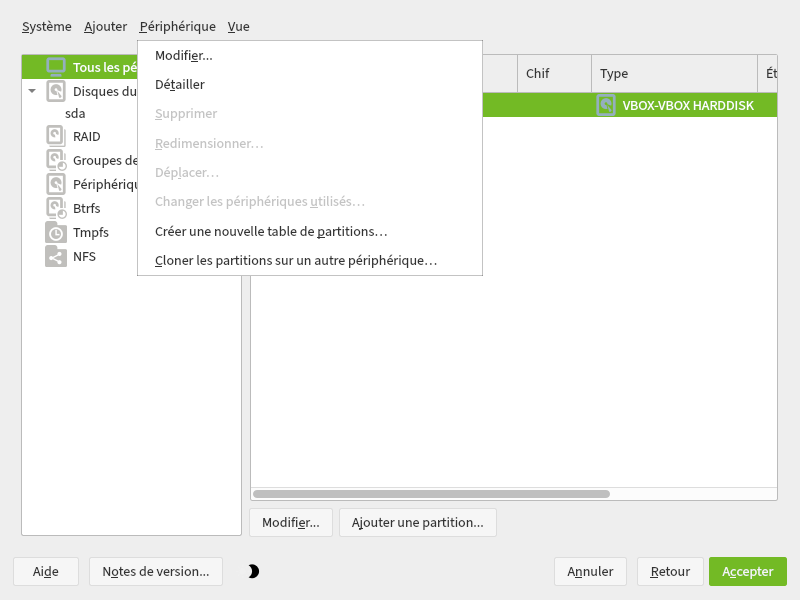 Système Ajouter Périphérique Vue
Modifier...
Détailler
Supprimer
Redimensionner…
Déplacer…
Changer les périphériques utilisés…
Créer une nouvelle table de partitions…
Cloner les partitions sur un autre périphérique…
Tous les pé
Disques du
sda
RAID
Groupes de
Périphériqu
Btrfs
Tmpfs
NFS
Chif Type Ét
VBOX-VBOX HARDDISK
Modifier... Ajouter une partition...
Aide Notes de version... Annuler Retour Accepter